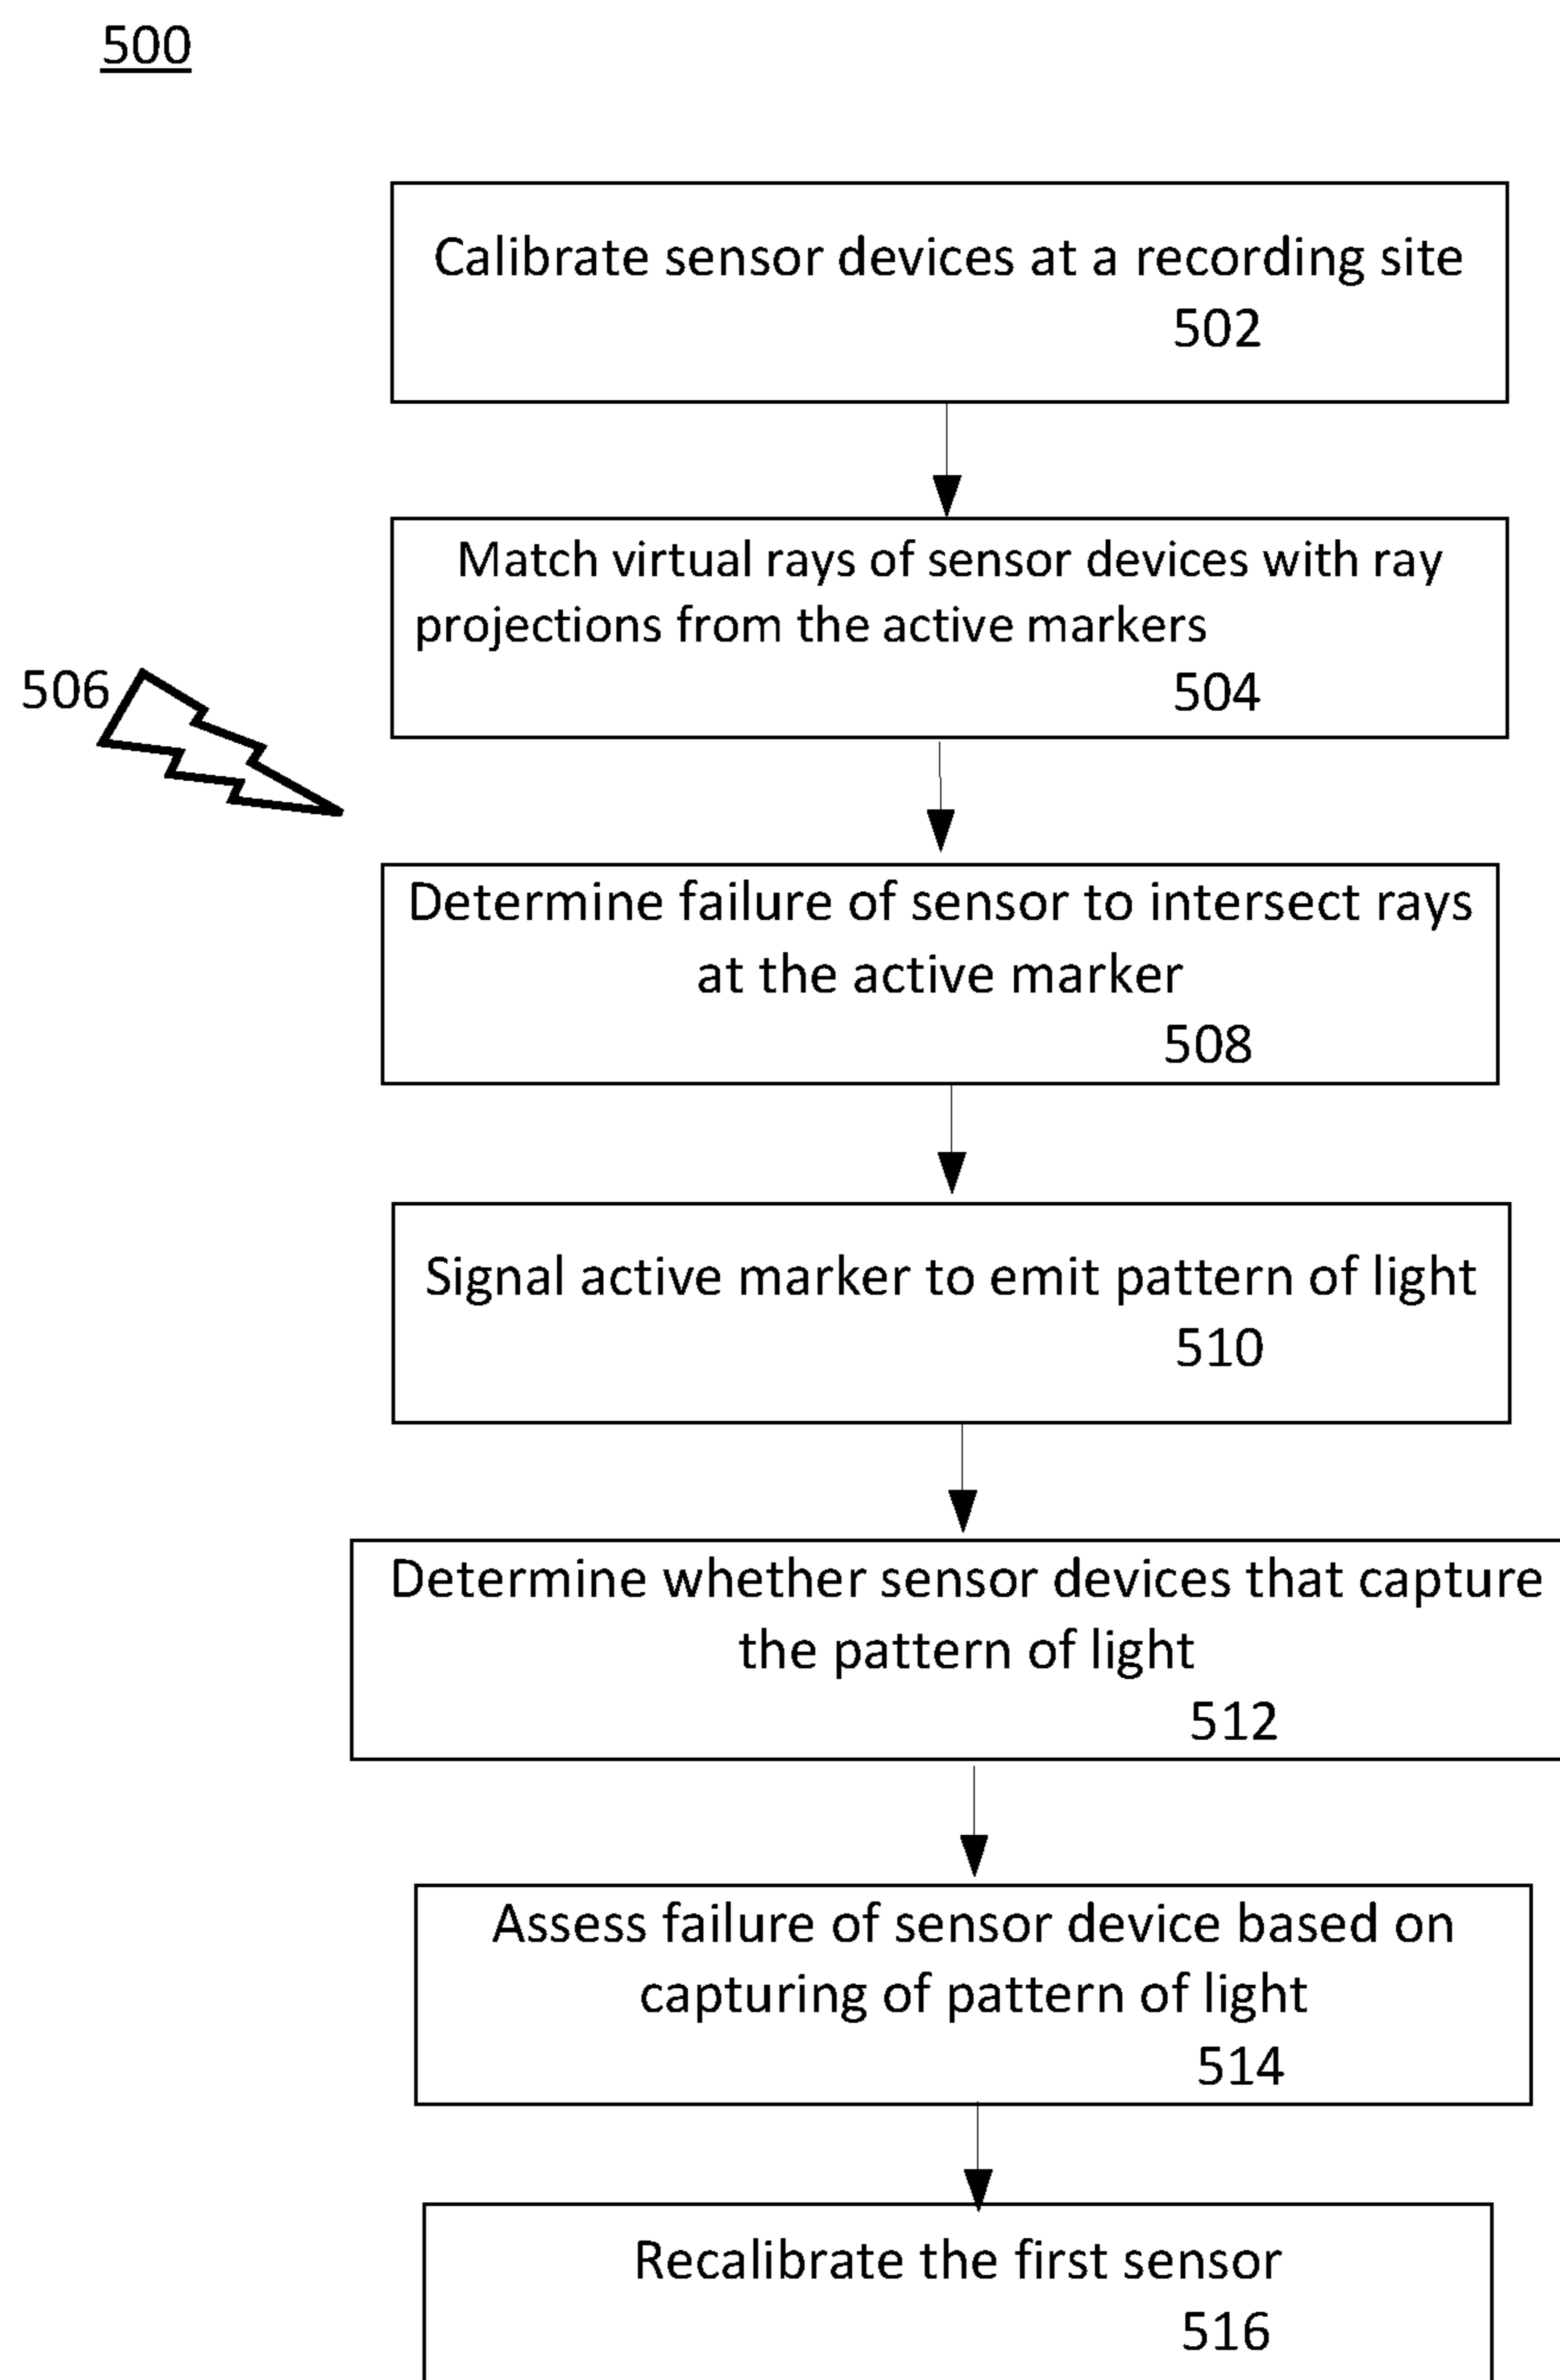 500
Calibrate sensor devices at a recording site
502
Match virtual rays of sensor devices with ray
projections from the active markers
504
506
Determine failure of sensor to intersect rays
at the active marker
508
Signal active marker to emit pattern of light
510
Determine whether sensor devices that capture
the pattern of light
512
Assess failure of sensor device based on
capturing of pattern of light
514
Recalibrate the first sensor
516